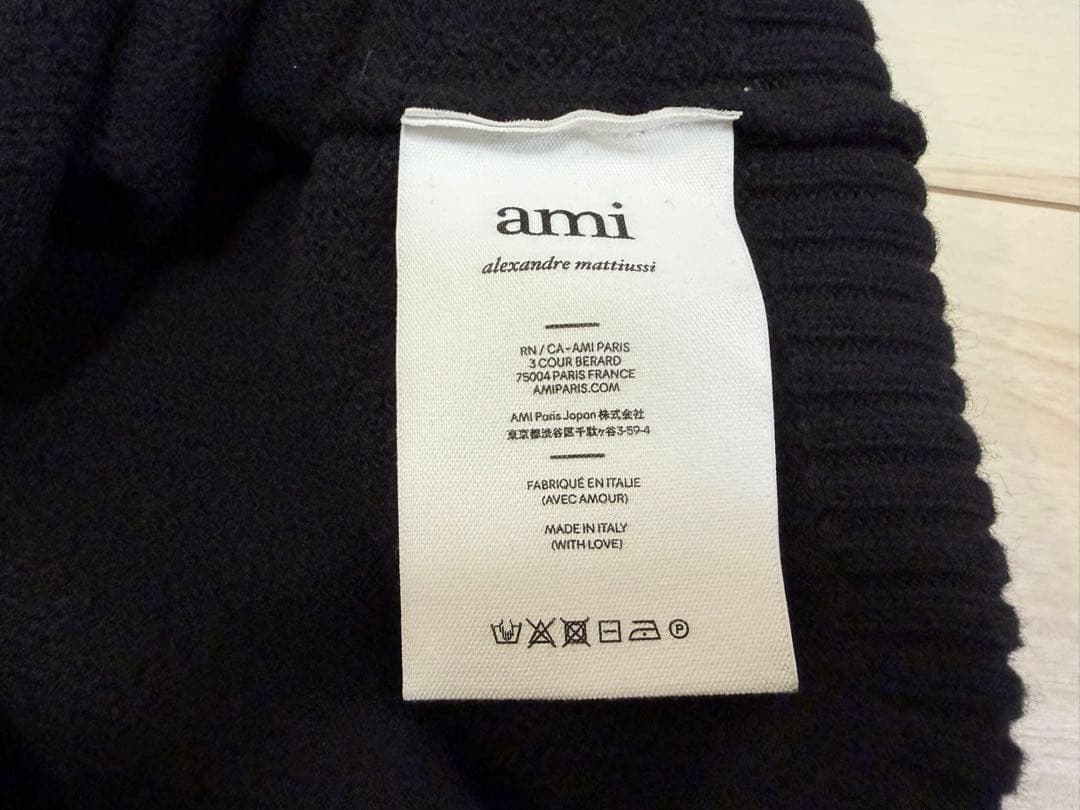 ami
alexandre mattiussi
RN / CA-AMI PARIS
3 COUR BERARD
75004 PARIS FRANCE
AMIPARIS.COM
AMI Paris Japan 株式会社
東京都渋谷区千駄ヶ谷3-59-4
FABRIQUÉ EN ITALIE
(AVEC AMOUR)
MADE IN ITALY
(WITH LOVE)
P